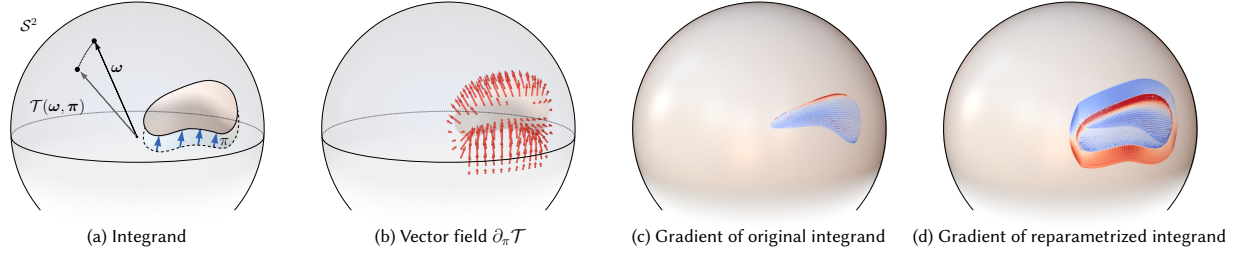 𝒮²
ω
𝒯(ω, π)
π
(a) Integrand
(b) Vector field ∂π𝒯
(c) Gradient of original integrand
(d) Gradient of reparametrized integrand